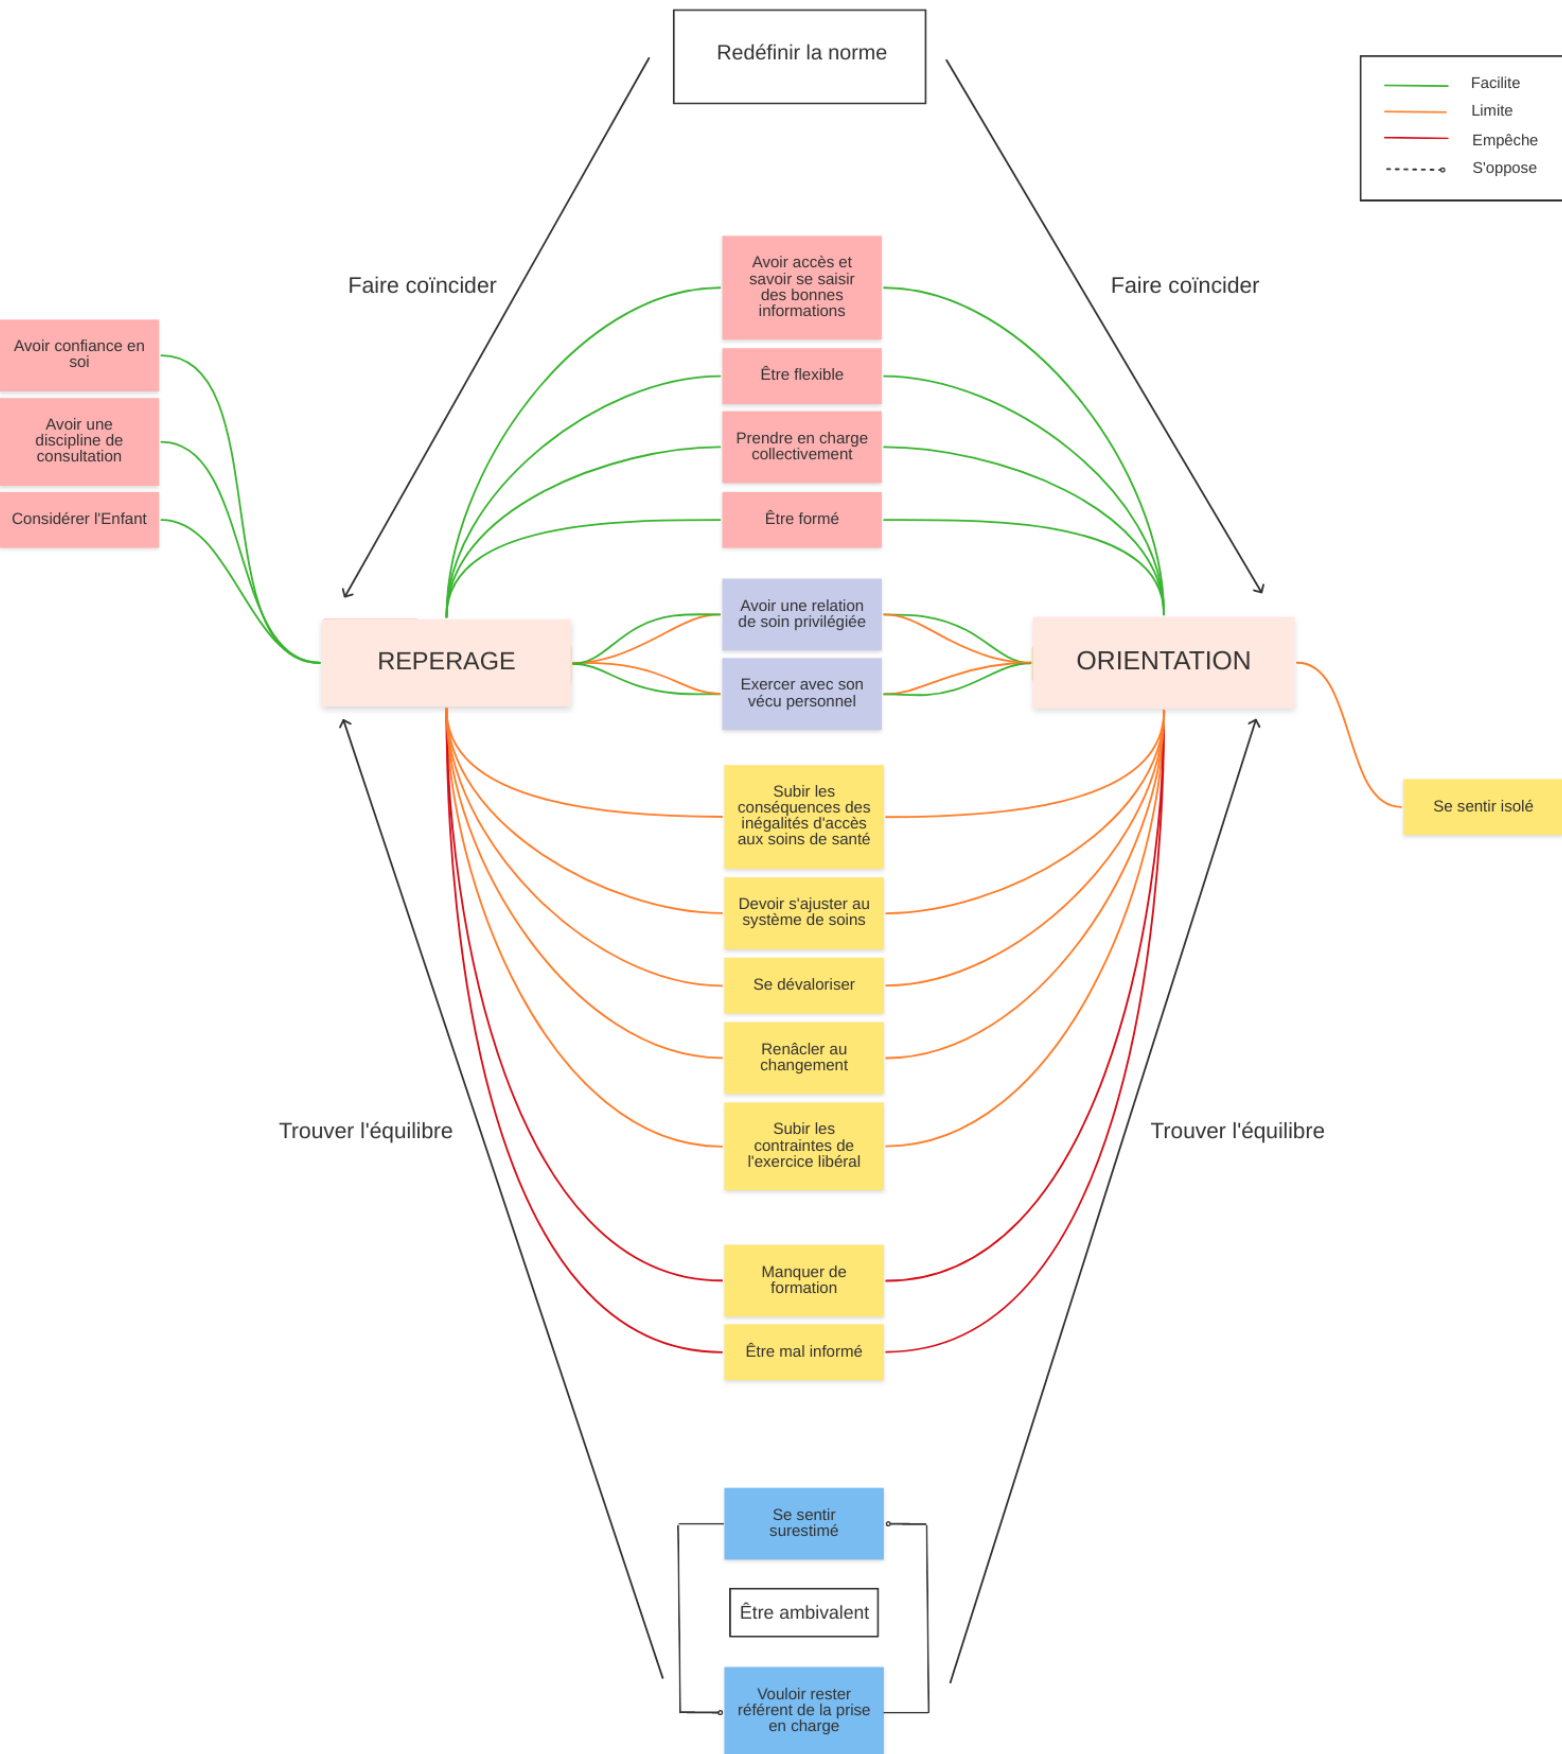 Redéfinir la norme
Facilite
Limite
Empêche
S'oppose
Faire coïncider
Faire coïncider
Avoir accès et
savoir se saisir
des bonnes
informations
Être flexible
Prendre en charge
collectivement
Être formé
Avoir confiance en
soi
Avoir une
discipline de
consultation
Considérer l'Enfant
REPERAGE
Avoir une relation
de soin privilégiée
Exercer avec son
vécu personnel
ORIENTATION
Se sentir isolé
Subir les
conséquences des
inégalités d'accès
aux soins de santé
Devoir s'ajuster au
système de soins
Se dévaloriser
Renâcler au
changement
Subir les
contraintes de
l'exercice libéral
Trouver l'équilibre
Trouver l'équilibre
Manquer de
formation
Être mal informé
Se sentir
surestimé
Être ambivalent
Vouloir rester
référent de la prise
en charge